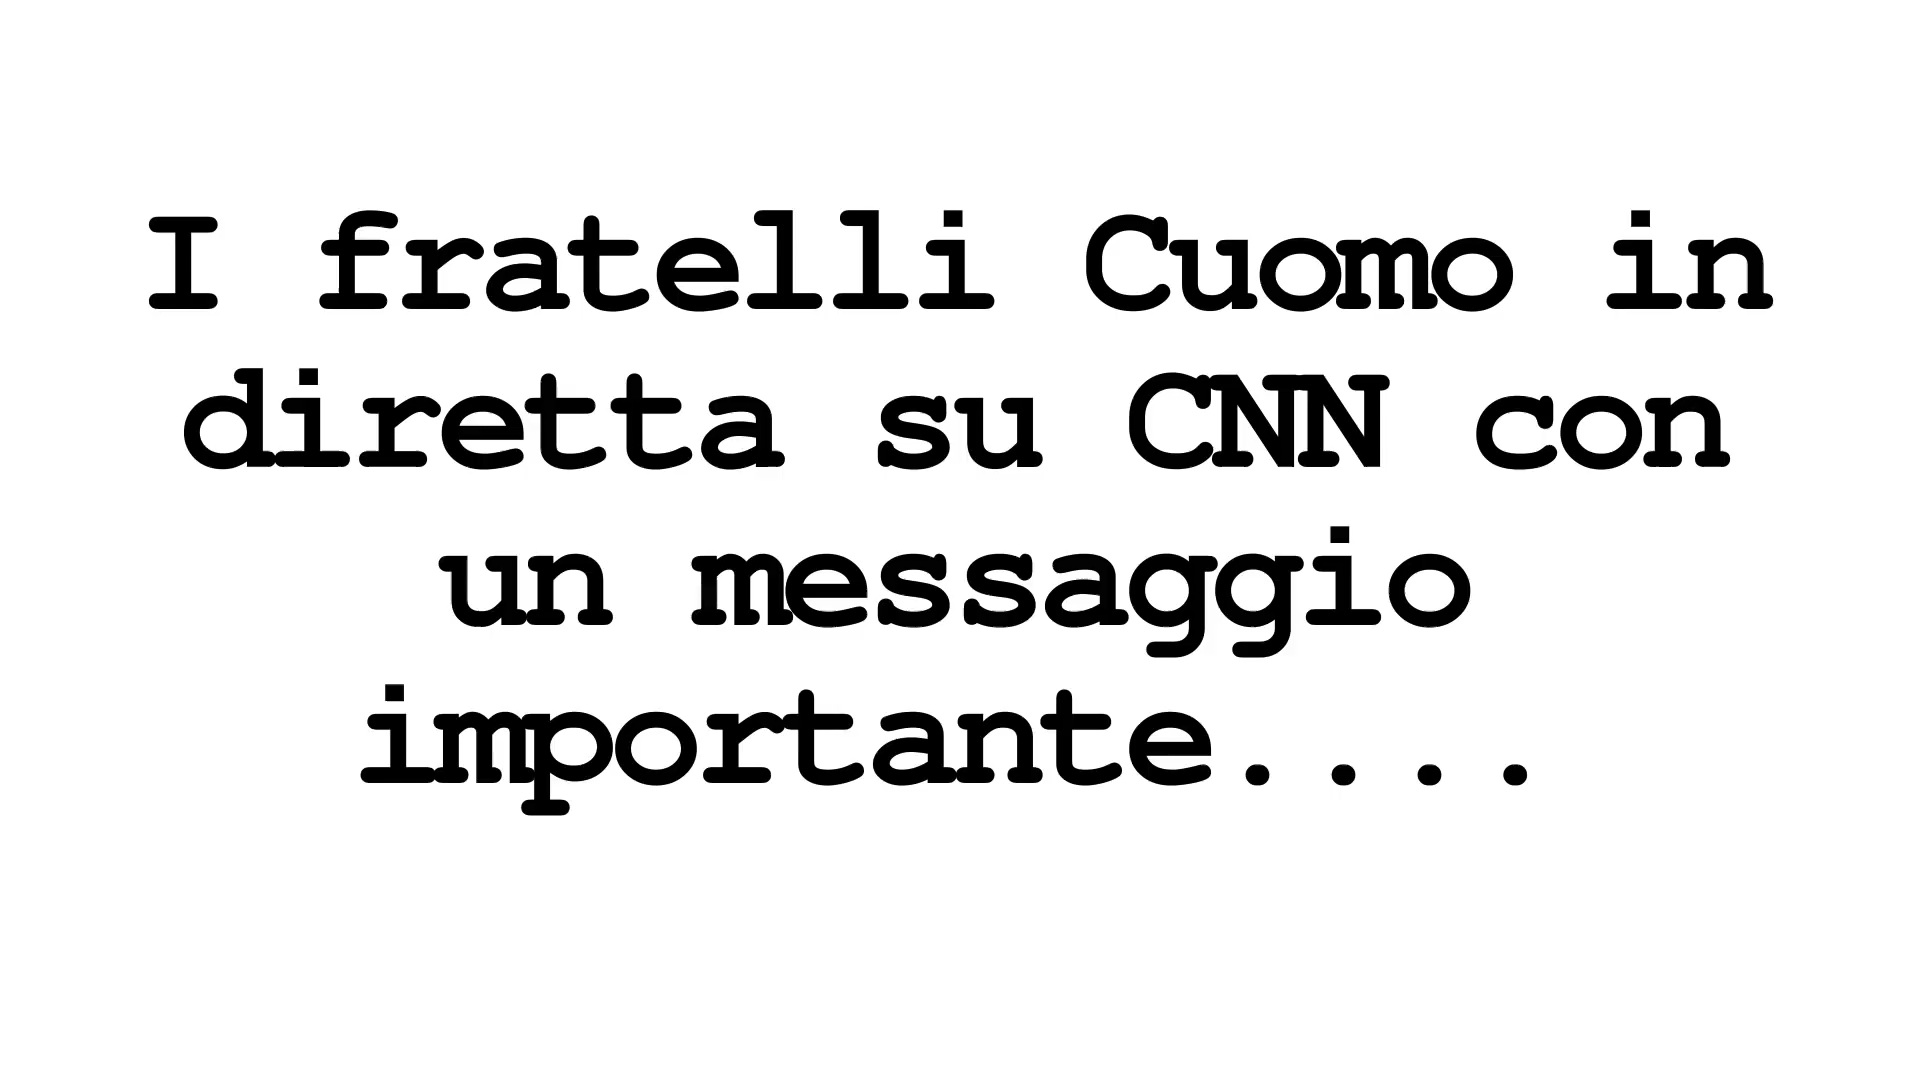 I fratelli Cuomo in
diretta su CNN con
un messaggio
importante....